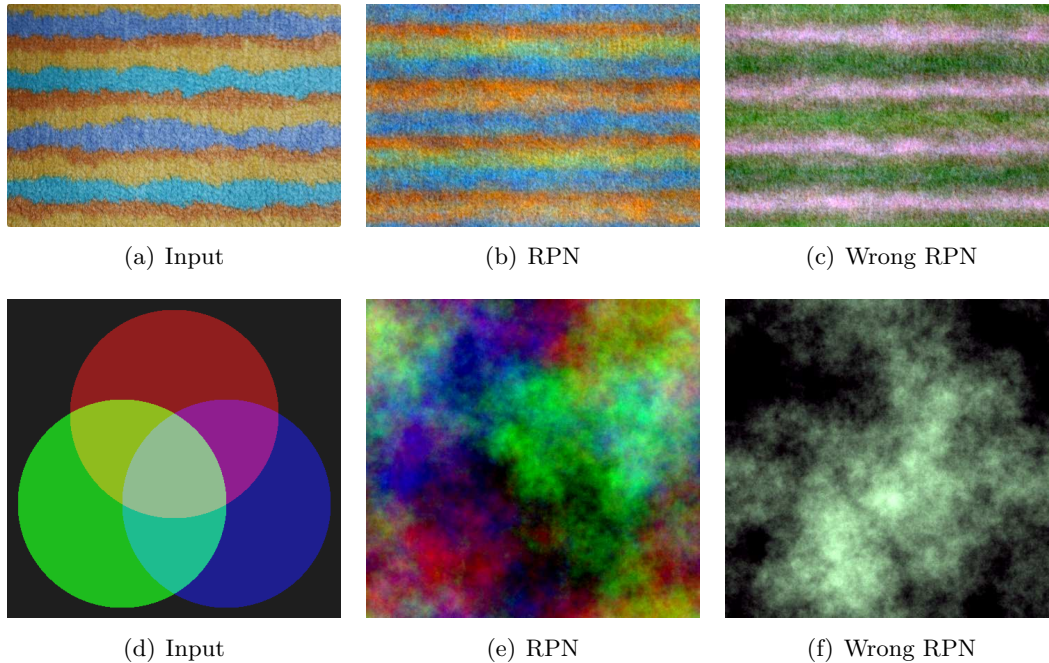 (a) Input
(b) RPN
(c) Wrong RPN
(d) Input
(e) RPN
(f) Wrong RPN